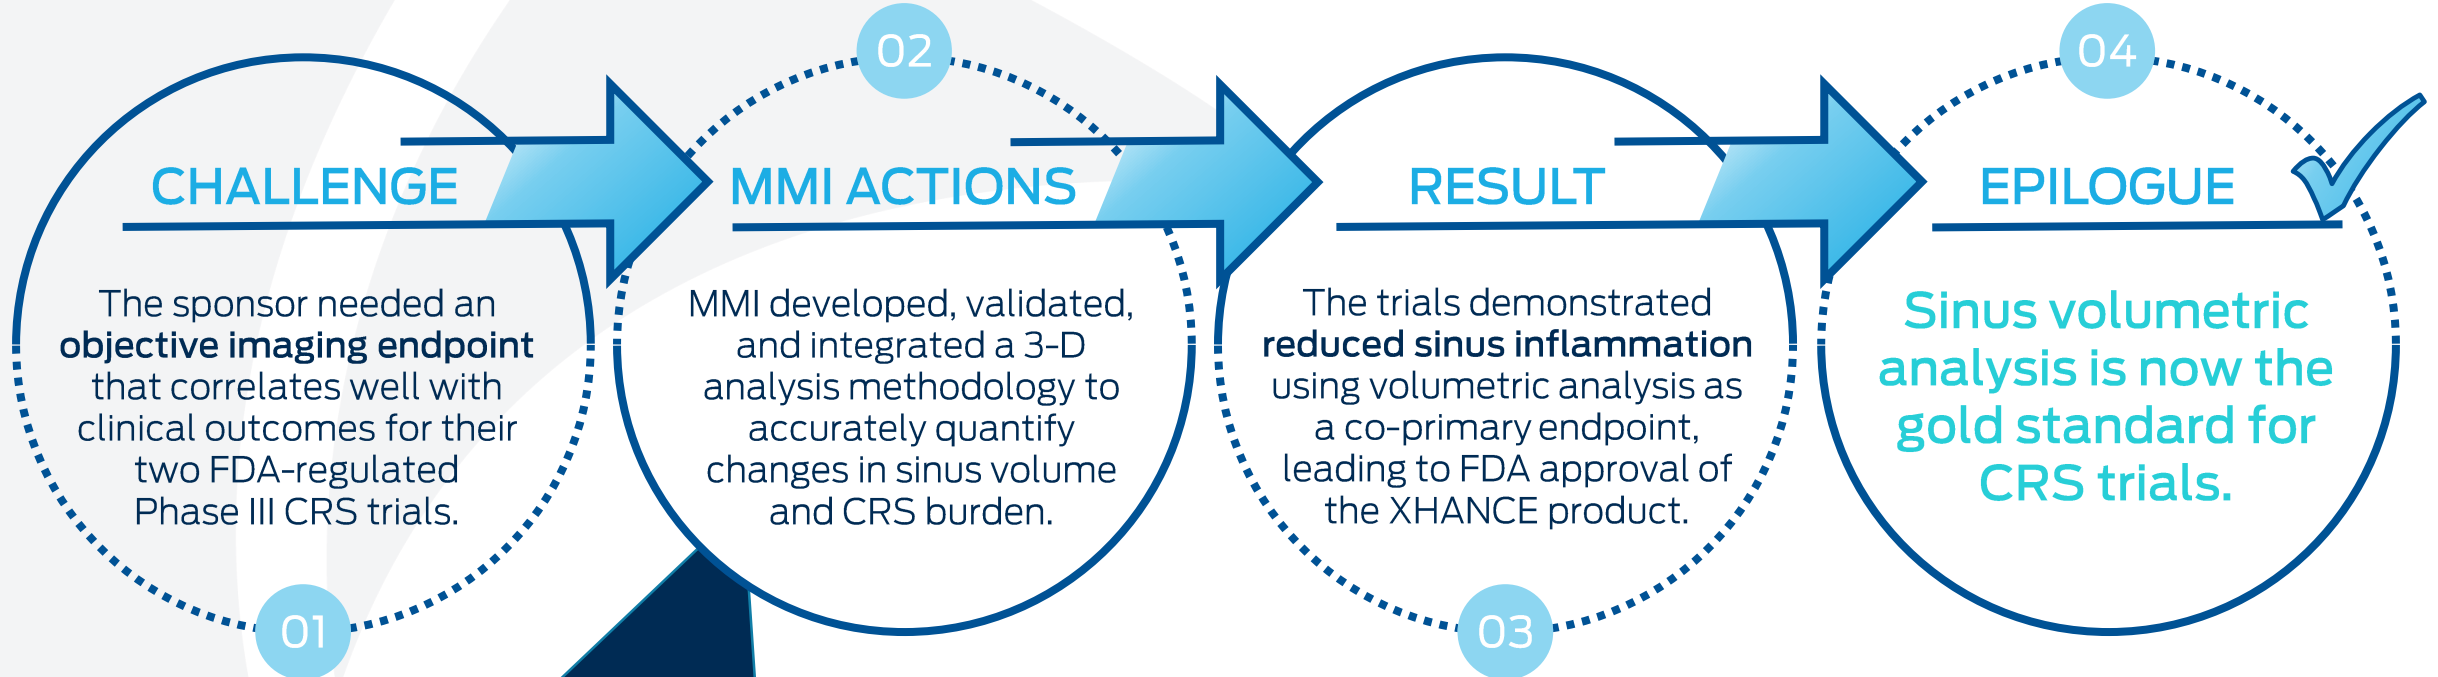 CHALLENGE
The sponsor needed an
objective imaging endpoint
that correlates well with
clinical outcomes for their
two FDA-regulated
Phase III CRS trials.
01
02
MMI ACTIONS
MMI developed, validated,
and integrated a 3-D
analysis methodology to
accurately quantify
changes in sinus volume
and CRS burden.
RESULT
The trials demonstrated
reduced sinus inflammation
using volumetric analysis as
a co-primary endpoint,
leading to FDA approval of
the XHANCE product.
03
04
EPILOGUE
Sinus volumetric
analysis is now the
gold standard for
CRS trials.